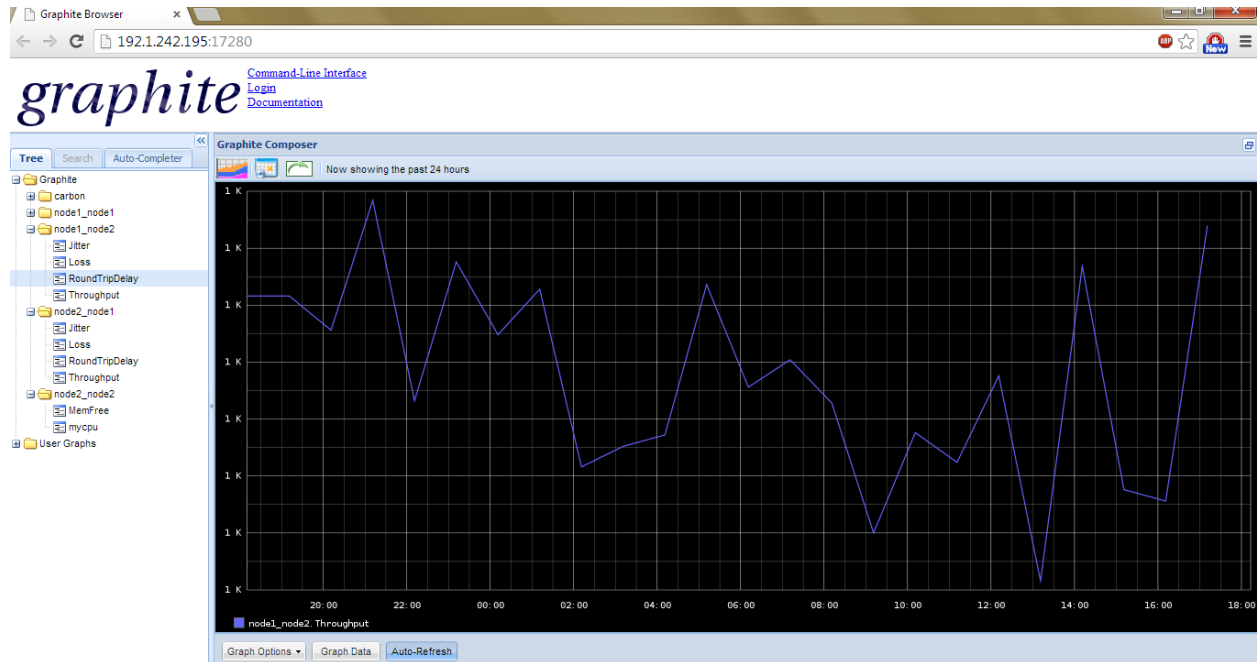 Graphite Browser
192.1.242.195:17280
ABP
New
graphite
Command-Line Interface
Login
Documentation
Tree Search Auto-Completer
Graphite
carbon
node1_node1
node1_node2
Jitter
Loss
RoundTripDelay
Throughput
node2_node1
Jitter
Loss
RoundTripDelay
Throughput
node2_node2
MemFree
mycpu
User Graphs
Graphite Composer
Now showing the past 24 hours
1 K
1 K
1 K
1 K
1 K
1 K
1 K
1 K
20:00 22:00 00:00 02:00 04:00 06:00 08:00 10:00 12:00 14:00 16:00 18:00
node1_node2.Throughput
Graph Options Graph Data Auto-Refresh